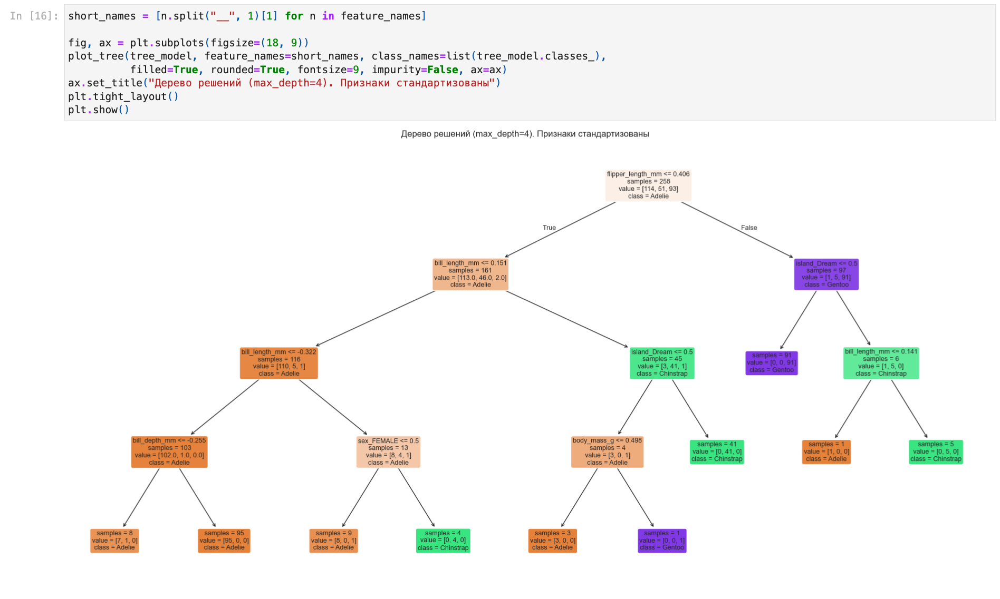 In [16]:
short_names = [n.split("__", 1)[1] for n in feature_names]
fig, ax = plt.subplots(figsize=(18, 9))
plot_tree(tree_model, feature_names=short_names, class_names=list(tree_model.classes_),
          filled=True, rounded=True, fontsize=9, impurity=False, ax=ax)
ax.set_title("Дерево решений (max_depth=4). Признаки стандартизованы")
plt.tight_layout()
plt.show()
Дерево решений (max_depth=4). Признаки стандартизованы
flipper_length_mm <= 0.406
samples = 258
value = [114, 51, 93]
class = Adelie
True
False
bill_length_mm <= 0.151
samples = 161
value = [113.0, 46.0, 2.0]
class = Adelie
island_Dream <= 0.5
samples = 97
value = [1, 5, 91]
class = Gentoo
bill_length_mm <= -0.322
samples = 116
value = [110, 5, 1]
class = Adelie
island_Dream <= 0.5
samples = 45
value = [3, 41, 1]
class = Chinstrap
samples = 91
value = [0, 0, 91]
class = Gentoo
bill_length_mm <= 0.141
samples = 6
value = [1, 5, 0]
class = Chinstrap
bill_depth_mm <= -0.255
samples = 103
value = [102.0, 1.0, 0.0]
class = Adelie
sex_FEMALE <= 0.5
samples = 13
value = [8, 4, 1]
class = Adelie
body_mass_g <= 0.498
samples = 4
value = [3, 0, 1]
class = Adelie
samples = 41
value = [0, 41, 0]
class = Chinstrap
samples = 1
value = [1, 0, 0]
class = Adelie
samples = 5
value = [0, 5, 0]
class = Chinstrap
samples = 8
value = [7, 1, 0]
class = Adelie
samples = 95
value = [95, 0, 0]
class = Adelie
samples = 9
value = [8, 0, 1]
class = Adelie
samples = 4
value = [0, 4, 0]
class = Chinstrap
samples = 3
value = [3, 0, 0]
class = Adelie
samples = 1
value = [0, 0, 1]
class = Gentoo